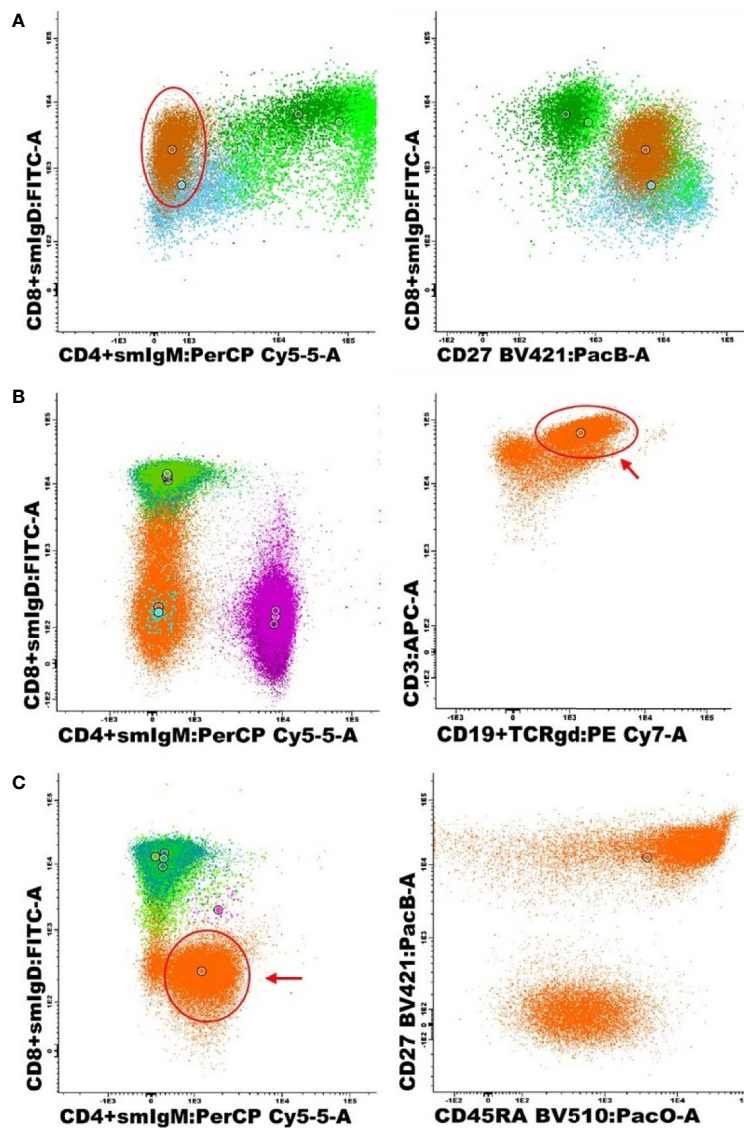 A
CD8+smIgD:FITC-A
1E5
1E4
1E3
1E2
0
-1E3 0 1E3 1E4 1E5
CD4+smIgM:PerCP Cy5-5-A
CD8+smIgD:FITC-A
1E5
1E4
1E3
1E2
0
-1E2 0 1E3 1E4 1E5
CD27 BV421:PacB-A
B
CD8+smIgD:FITC-A
1E5
1E4
1E3
1E2
0
-1E2
-1E3 0 1E3 1E4 1E5
CD4+smIgM:PerCP Cy5-5-A
CD3:APC-A
1E5
1E4
1E3
1E2
0
-1E2
-1E3 0 1E3 1E4 1E5
CD19+TCRgd:PE Cy7-A
C
CD8+smIgD:FITC-A
1E5
1E4
1E3
1E2
0
-1E3 0 1E3 1E4 1E5
CD4+smIgM:PerCP Cy5-5-A
CD27 BV421:PacB-A
1E5
1E4
1E3
1E2
0
-1E2
-1E2 0 1E2 1E3 1E4
CD45RA BV510:PacO-A